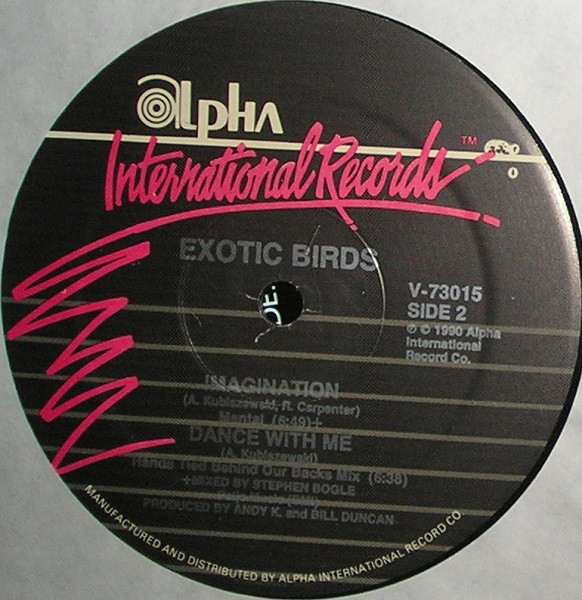 alpha
International Records ™
EXOTIC BIRDS
V-73015
SIDE 2
℗ © 1990 Alpha
International
Record Co.
IMAGINATION
(A. Kubiszewski, R. Carpenter)
Mental (6:49)+
DANCE WITH ME
(A. Kubiszewski)
Hands Tied Behind Our Backs Mix (6:38)
+MIXED BY STEPHEN BOGLE
(BMI)
PRODUCED BY ANDY K. and BILL DUNCAN
MANUFACTURED AND DISTRIBUTED BY ALPHA INTERNATIONAL RECORD CO.